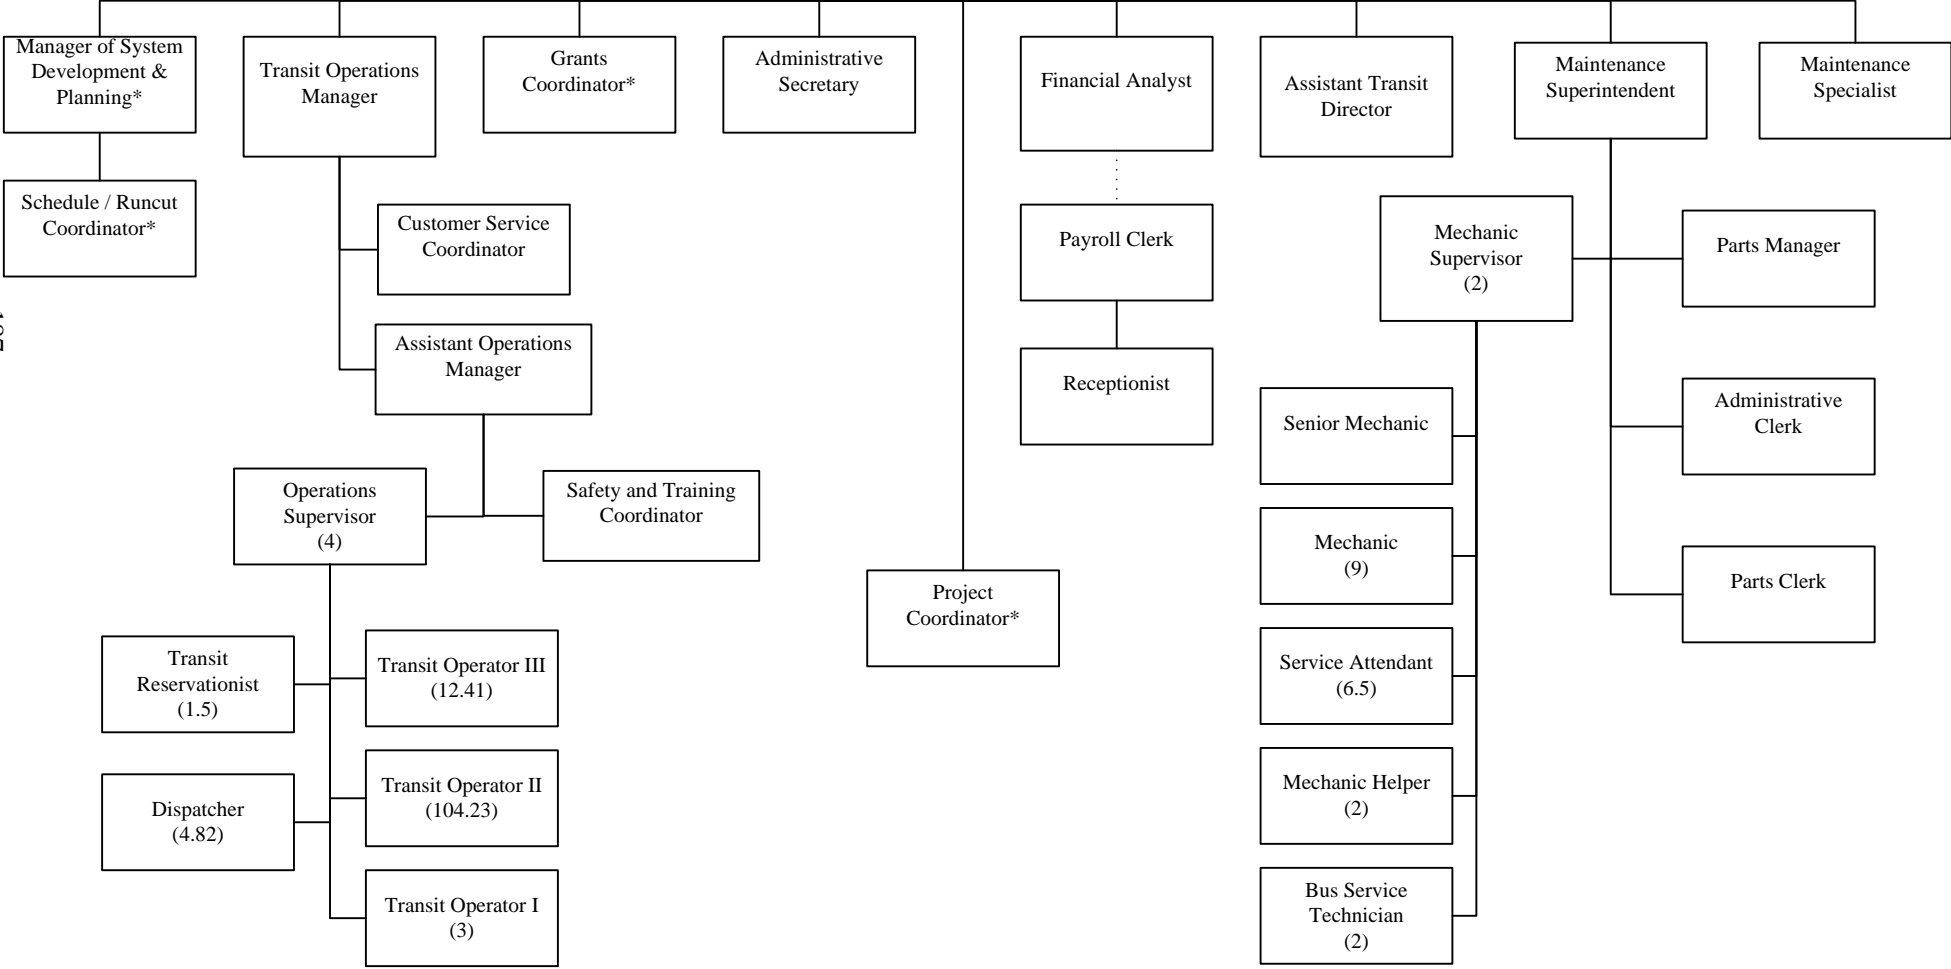 Manager of System
Development &
Planning*
Transit Operations
Manager
Grants
Coordinator*
Administrative
Secretary
Financial Analyst
Assistant Transit
Director
Maintenance
Superintendent
Maintenance
Specialist
Schedule / Runcut
Coordinator*
Customer Service
Coordinator
Payroll Clerk
Mechanic
Supervisor
(2)
Parts Manager
Assistant Operations
Manager
Receptionist
Senior Mechanic
Administrative
Clerk
Operations
Supervisor
(4)
Safety and Training
Coordinator
Mechanic
(9)
Project
Coordinator*
Parts Clerk
Transit
Reservationist
(1.5)
Transit Operator III
(12.41)
Service Attendant
(6.5)
Dispatcher
(4.82)
Transit Operator II
(104.23)
Mechanic Helper
(2)
Transit Operator I
(3)
Bus Service
Technician
(2)